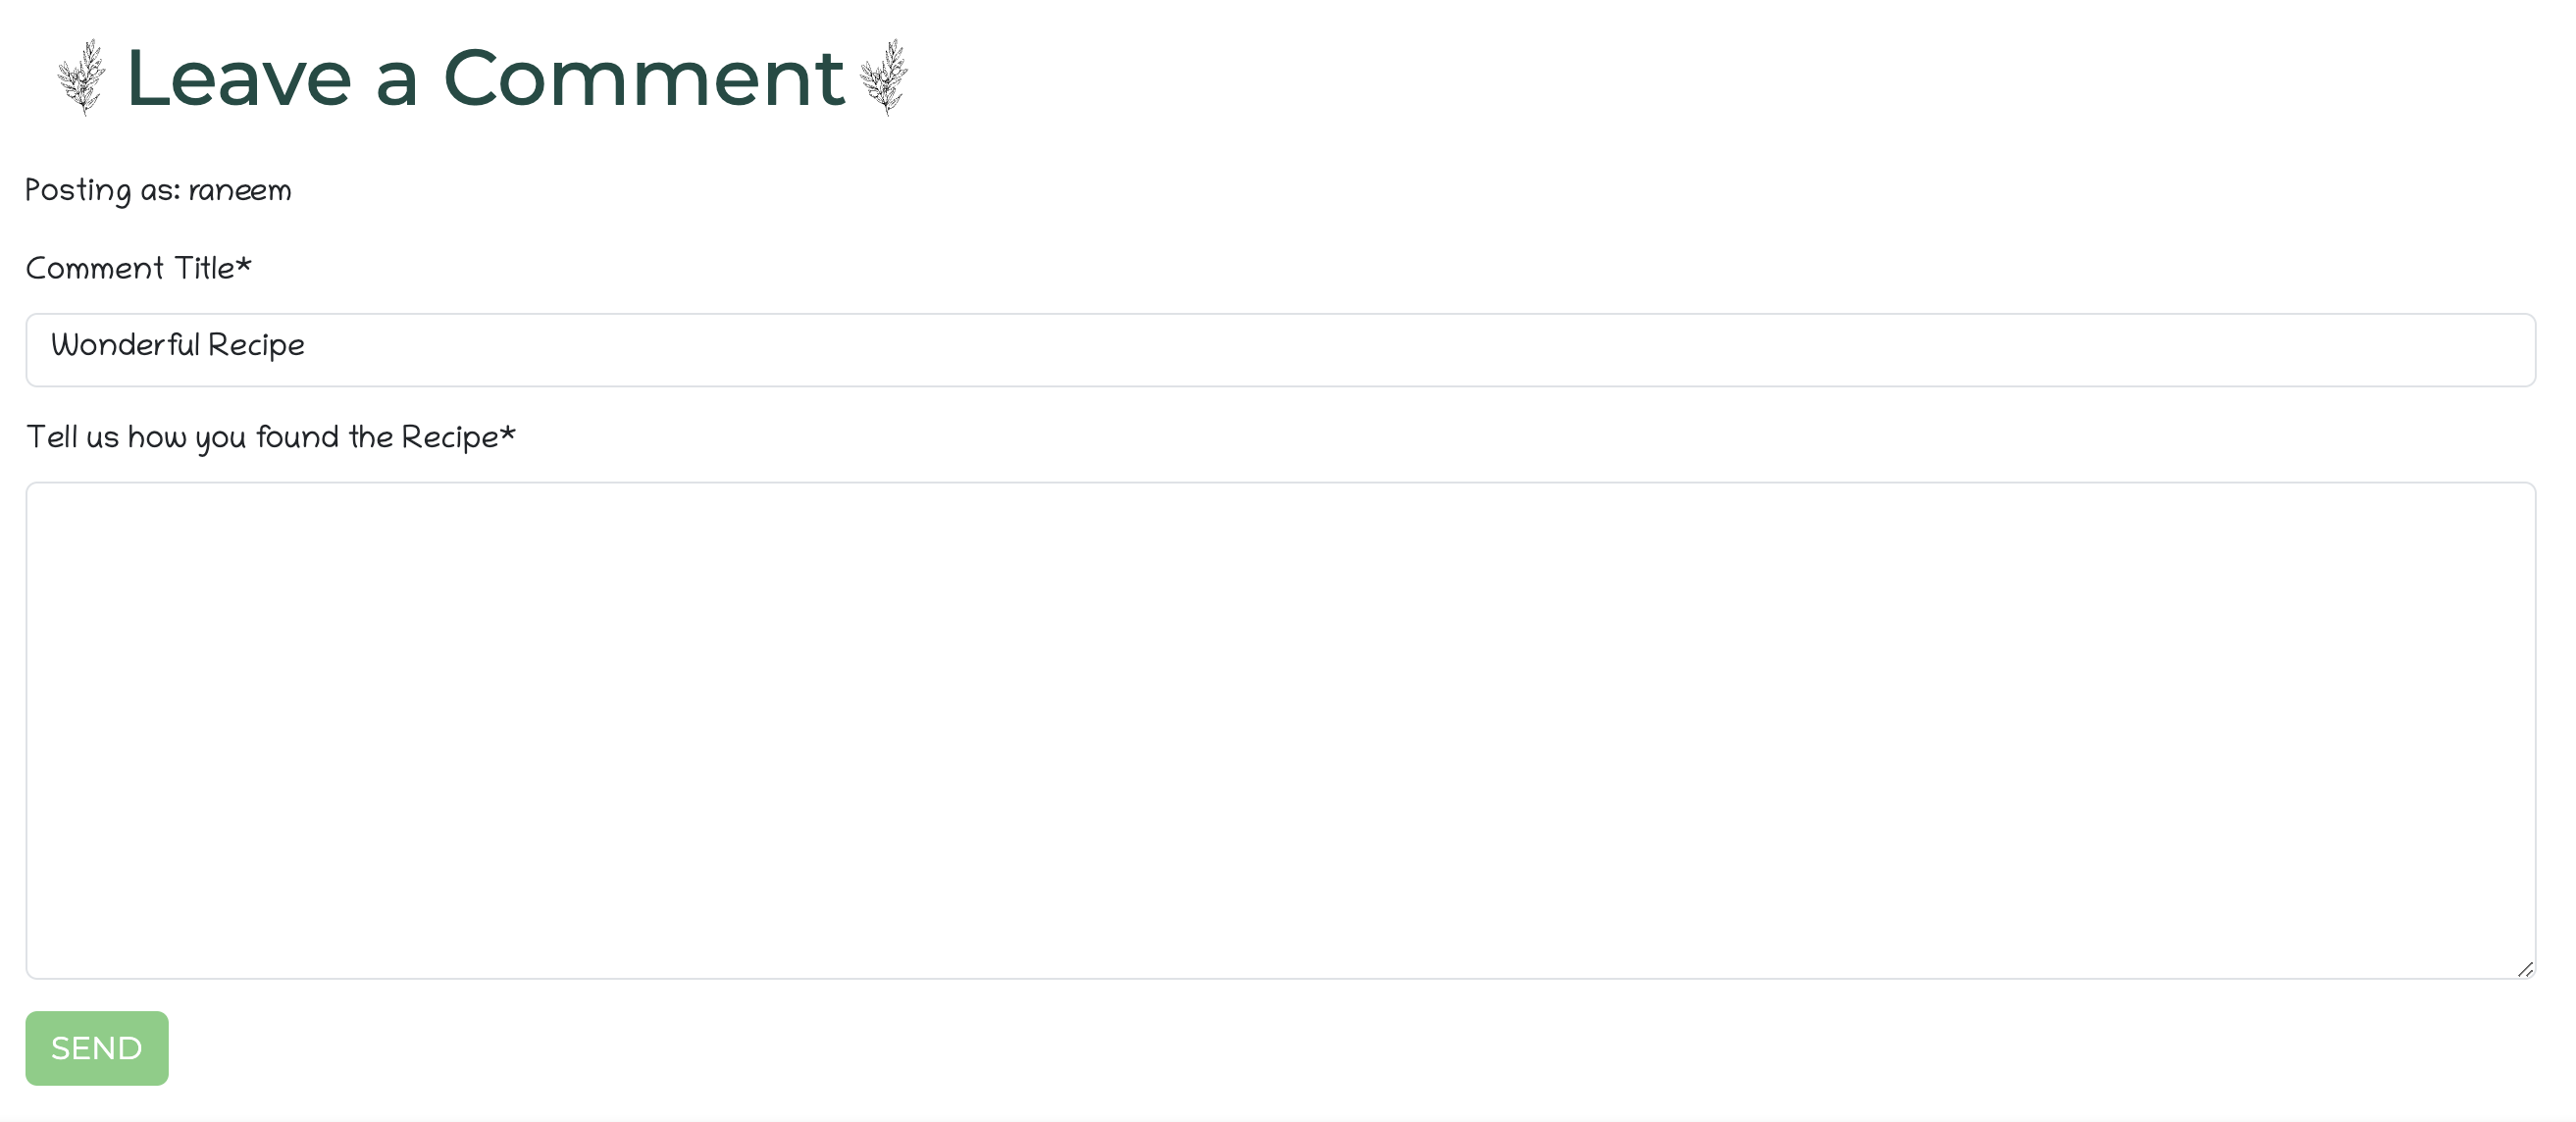 Leave a Comment
Posting as: raneem
Comment Title*
Wonderful Recipe
Tell us how you found the Recipe*
SEND